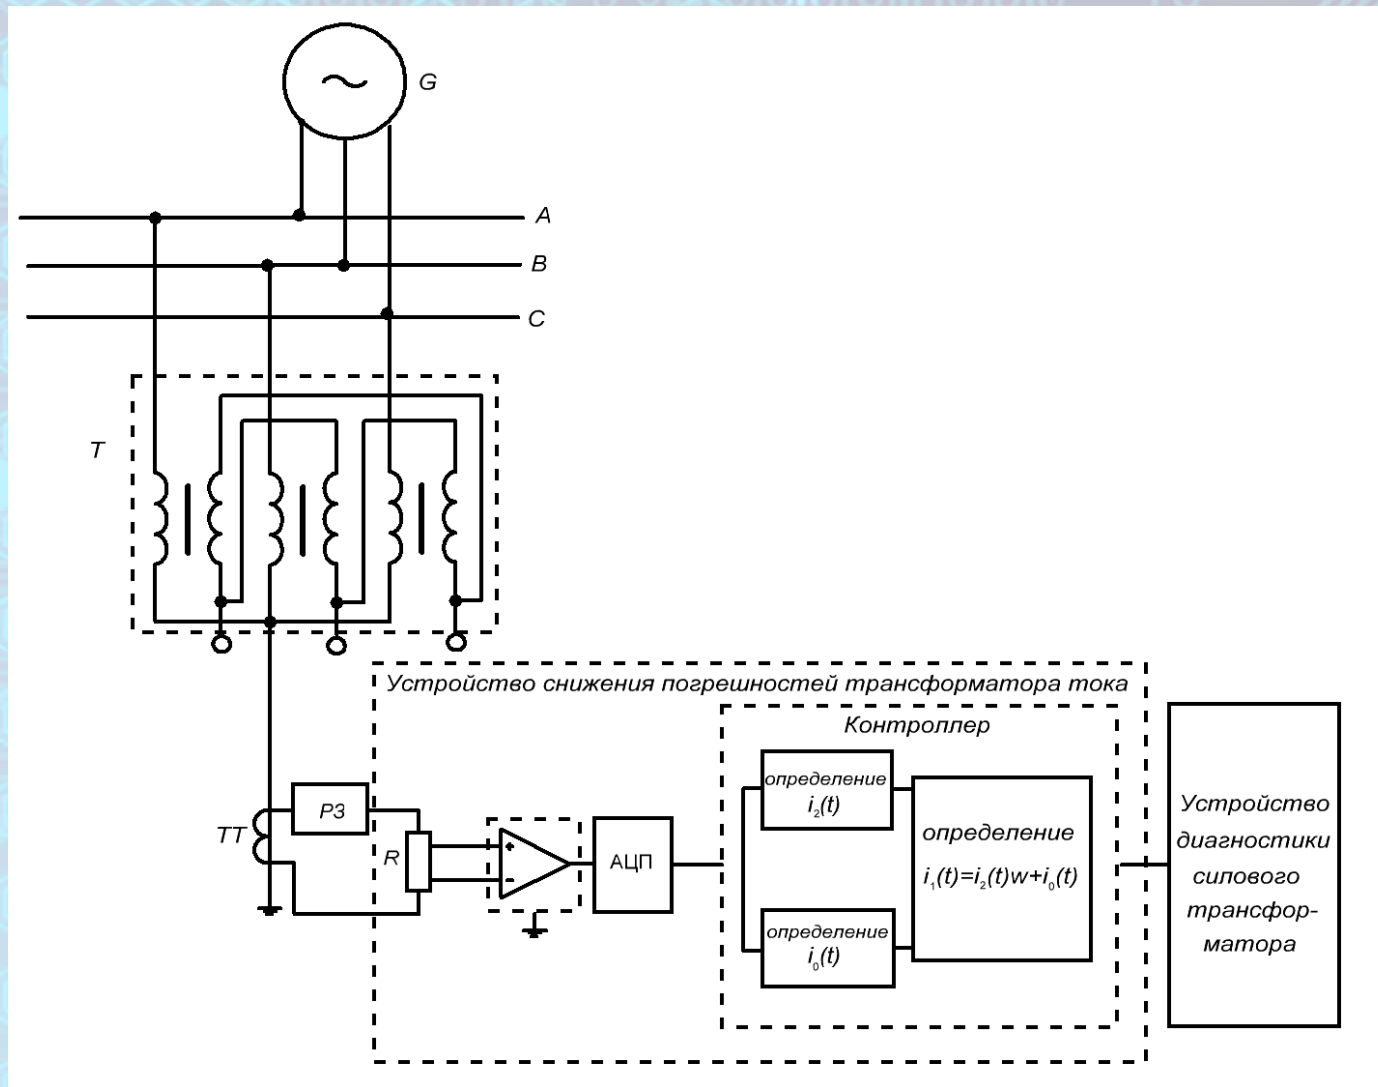 G
A
B
C
T
Устройство снижения погрешностей трансформатора тока
Контроллер
определение
i₂(t)
определение
i₁(t)=i₂(t)w+i₀(t)
определение
i₀(t)
РЗ
ТТ
R
+
-
АЦП
Устройство
диагностики
силового
трансфор-
матора